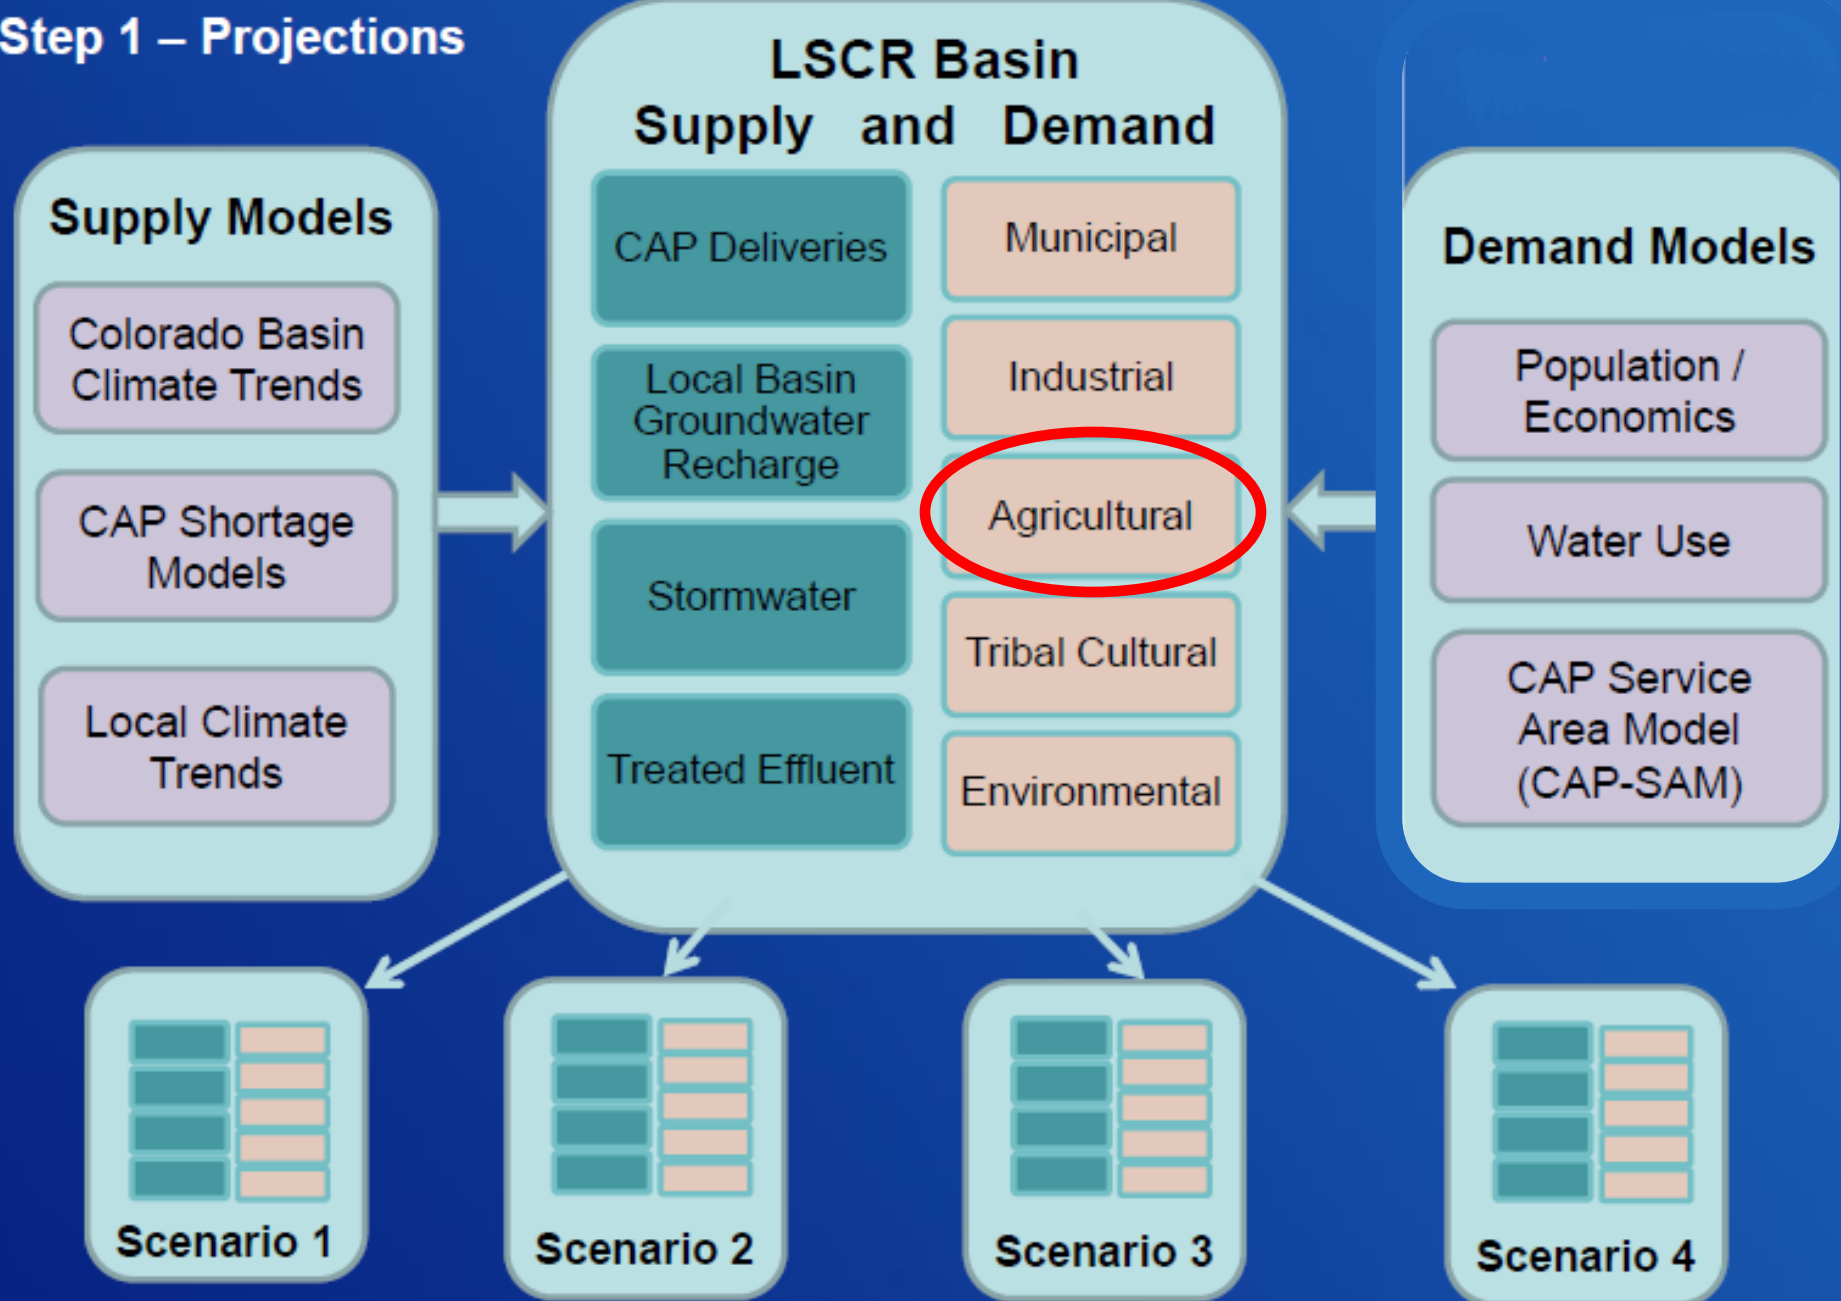 Step 1 – Projections
LSCR Basin
Supply and Demand
Supply Models
Colorado Basin
Climate Trends
CAP Shortage
Models
Local Climate
Trends
CAP Deliveries
Local Basin
Groundwater
Recharge
Stormwater
Treated Effluent
Municipal
Industrial
Agricultural
Tribal Cultural
Environmental
Demand Models
Population /
Economics
Water Use
CAP Service
Area Model
(CAP-SAM)
Scenario 1
Scenario 2
Scenario 3
Scenario 4